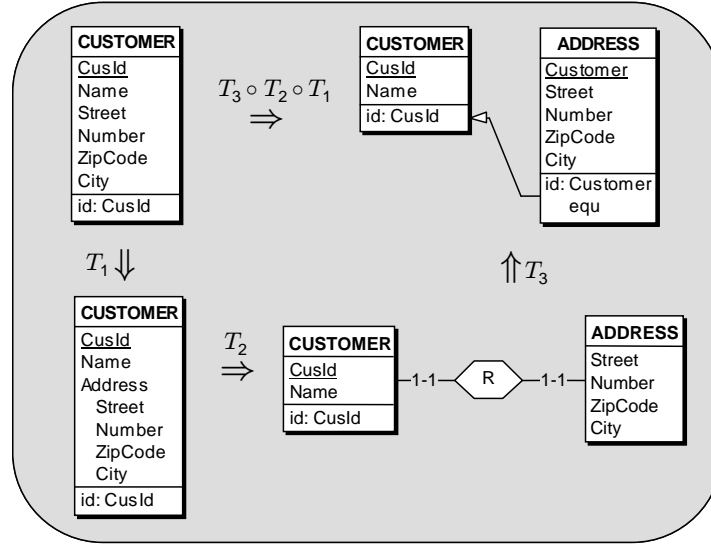 CUSTOMER
CusId
Name
Street
Number
ZipCode
City
id: CusId
T₃ ∘ T₂ ∘ T₁
⇒
CUSTOMER
CusId
Name
id: CusId
ADDRESS
Customer
Street
Number
ZipCode
City
id: Customer
equ
T₁ ⇓
⇑ T₃
CUSTOMER
CusId
Name
Address
Street
Number
ZipCode
City
id: CusId
T₂
⇒
CUSTOMER
CusId
Name
id: CusId
1-1
R
1-1
ADDRESS
Street
Number
ZipCode
City